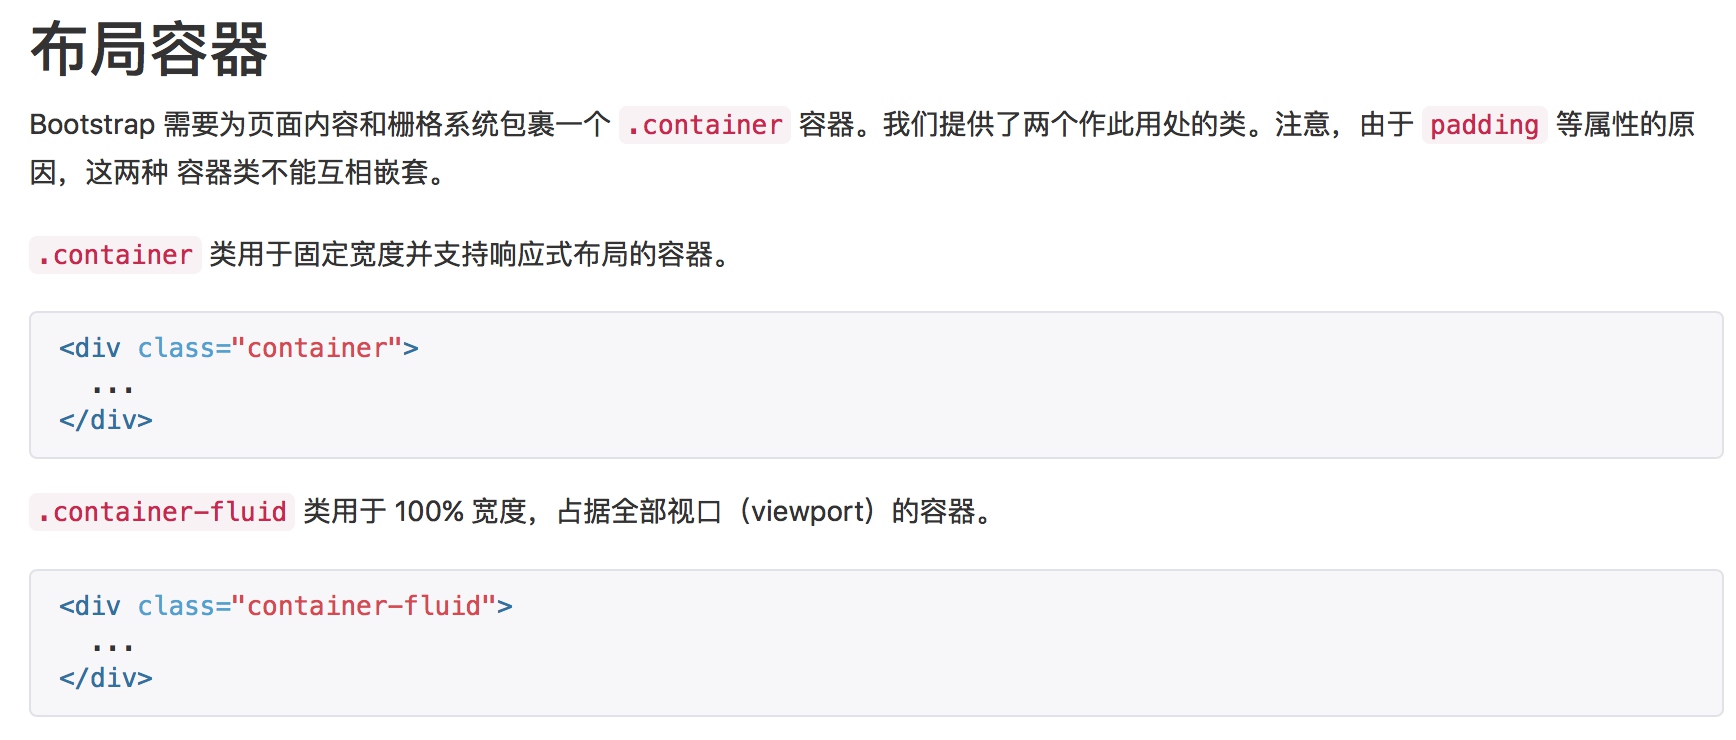 布局容器
Bootstrap 需要为页面内容和栅格系统包裹一个 .container 容器。我们提供了两个作此用处的类。注意，由于 padding 等属性的原
因，这两种 容器类不能互相嵌套。
.container 类用于固定宽度并支持响应式布局的容器。
<div class="container">
  ...
</div>
.container-fluid 类用于 100% 宽度，占据全部视口（viewport）的容器。
<div class="container-fluid">
  ...
</div>